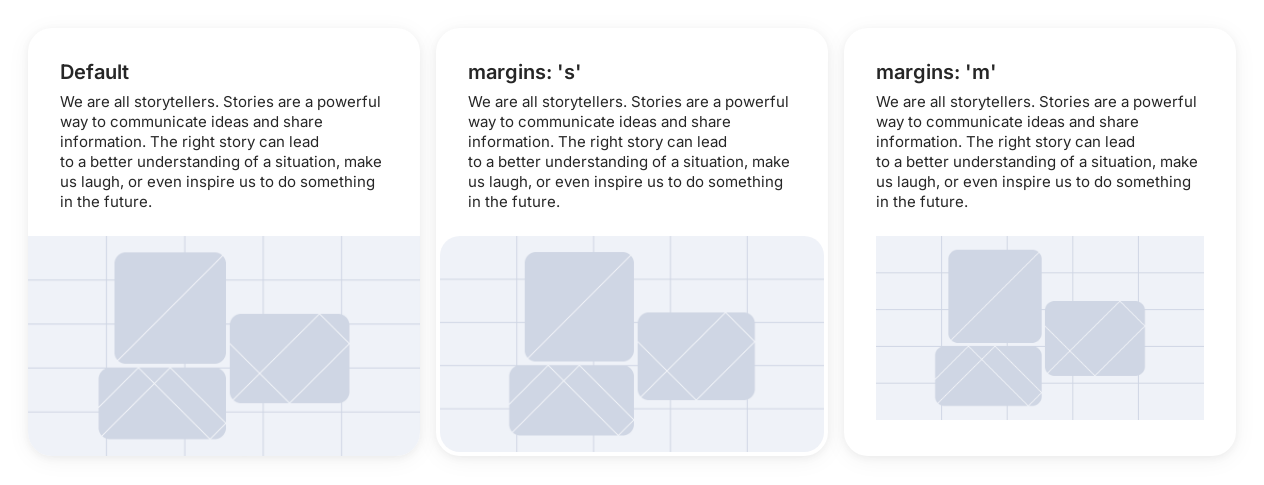 Default
We are all storytellers. Stories are a powerful
way to communicate ideas and share
information. The right story can lead
to a better understanding of a situation, make
us laugh, or even inspire us to do something
in the future.
margins: 's'
We are all storytellers. Stories are a powerful
way to communicate ideas and share
information. The right story can lead
to a better understanding of a situation, make
us laugh, or even inspire us to do something
in the future.
margins: 'm'
We are all storytellers. Stories are a powerful
way to communicate ideas and share
information. The right story can lead
to a better understanding of a situation, make
us laugh, or even inspire us to do something
in the future.